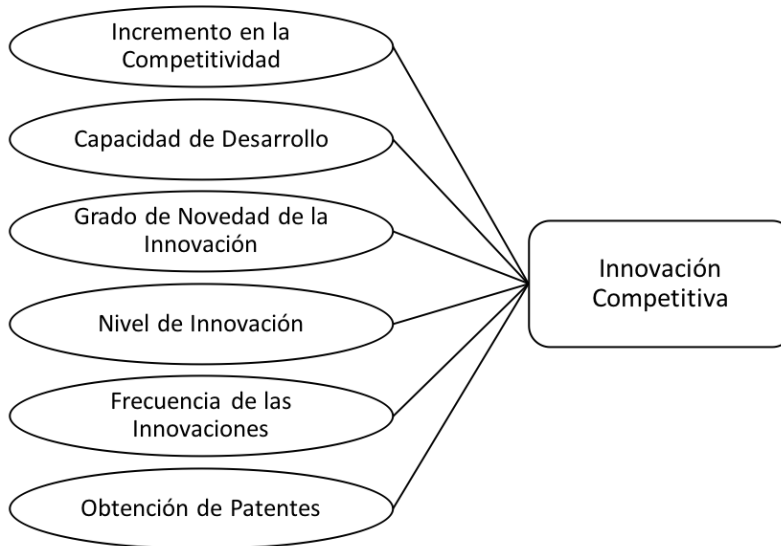 Incremento en la
Competitividad
Capacidad de Desarrollo
Grado de Novedad de la
Innovación
Nivel de Innovación
Frecuencia de las
Innovaciones
Obtención de Patentes
Innovación
Competitiva